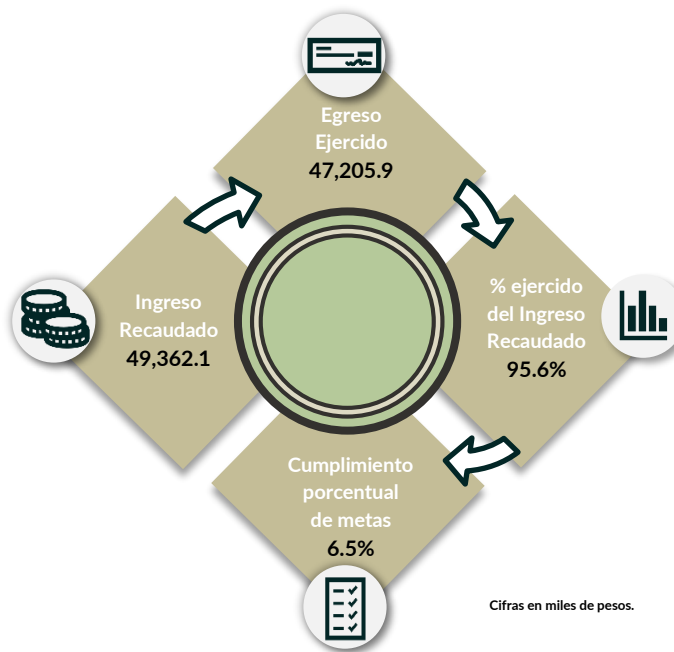 Egreso
Ejercido
47,205.9
Ingreso
Recaudado
49,362.1
% ejercido
del Ingreso
Recaudado
95.6%
Cumplimiento
porcentual
de metas
6.5%
Cifras en miles de pesos.